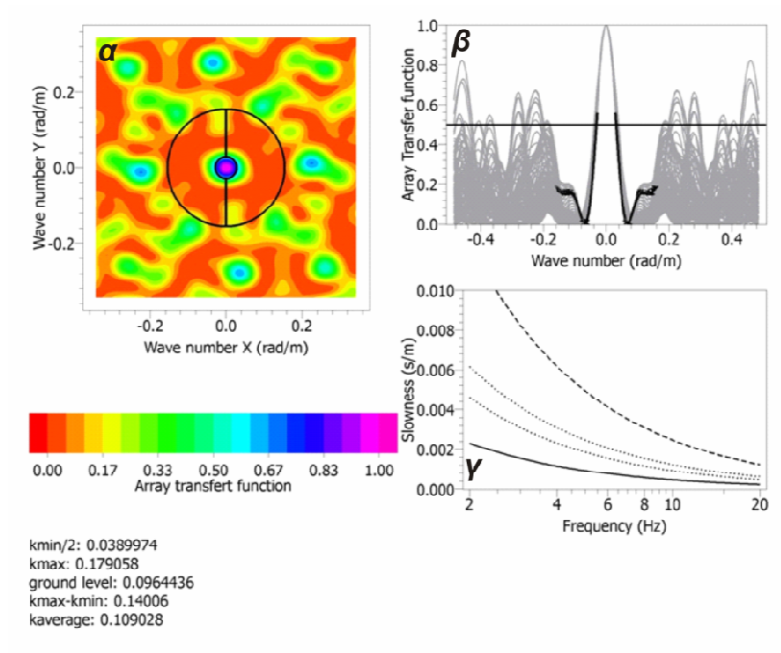 α
Wave number Y (rad/m)
0.2
0.0
-0.2
-0.2 0.0 0.2
Wave number X (rad/m)
β
Array Transfer function
1.0
0.8
0.6
0.4
0.2
0.0
-0.4 -0.2 0.0 0.2 0.4
Wave number (rad/m)
Slowness (s/m)
0.010
0.008
0.006
0.004
0.002
0.000
γ
2 4 6 8 10 20
Frequency (Hz)
0.00 0.17 0.33 0.50 0.67 0.83 1.00
Array transfert function
kmin/2: 0.0389974
kmax: 0.179058
ground level: 0.0964436
kmax-kmin: 0.14006
kaverage: 0.109028